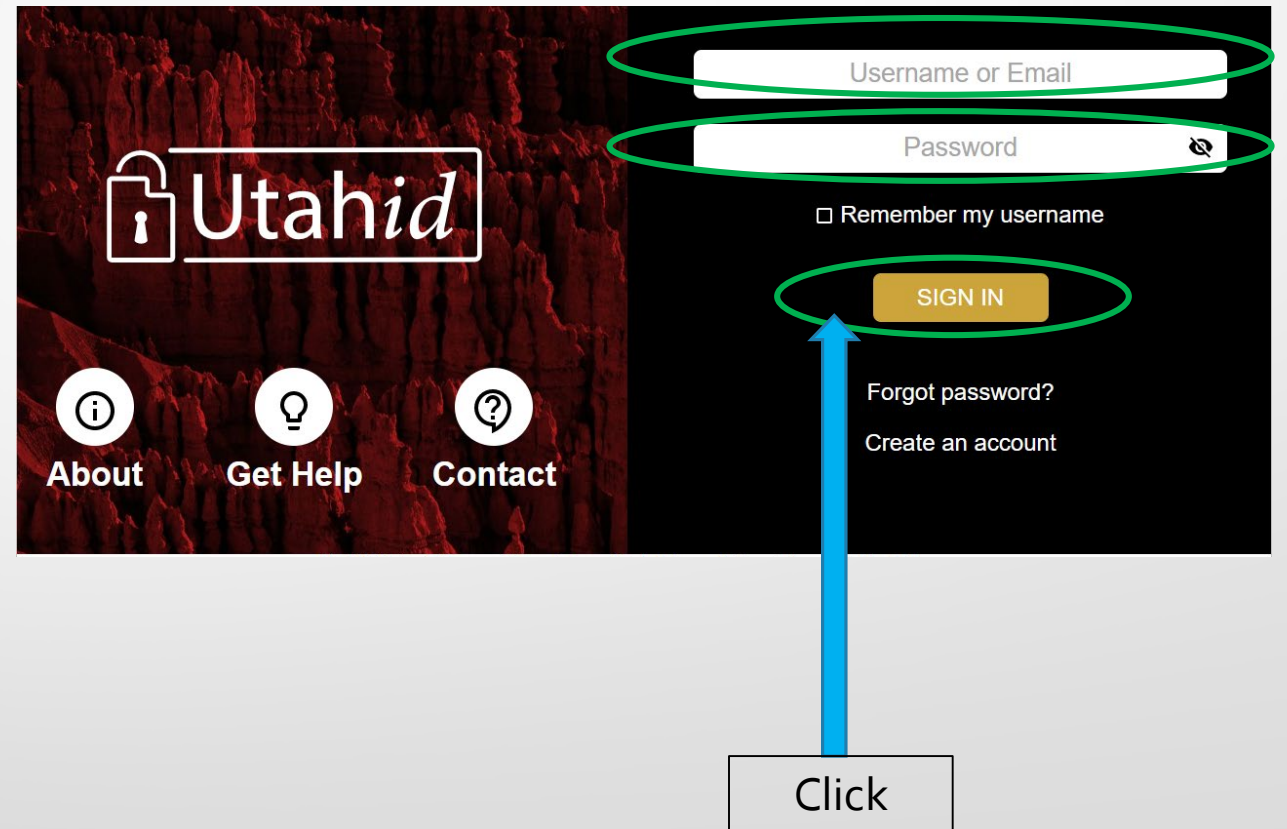 Utahid
About
Get Help
Contact
Username or Email
Password
Remember my username
SIGN IN
Forgot password?
Create an account
Click